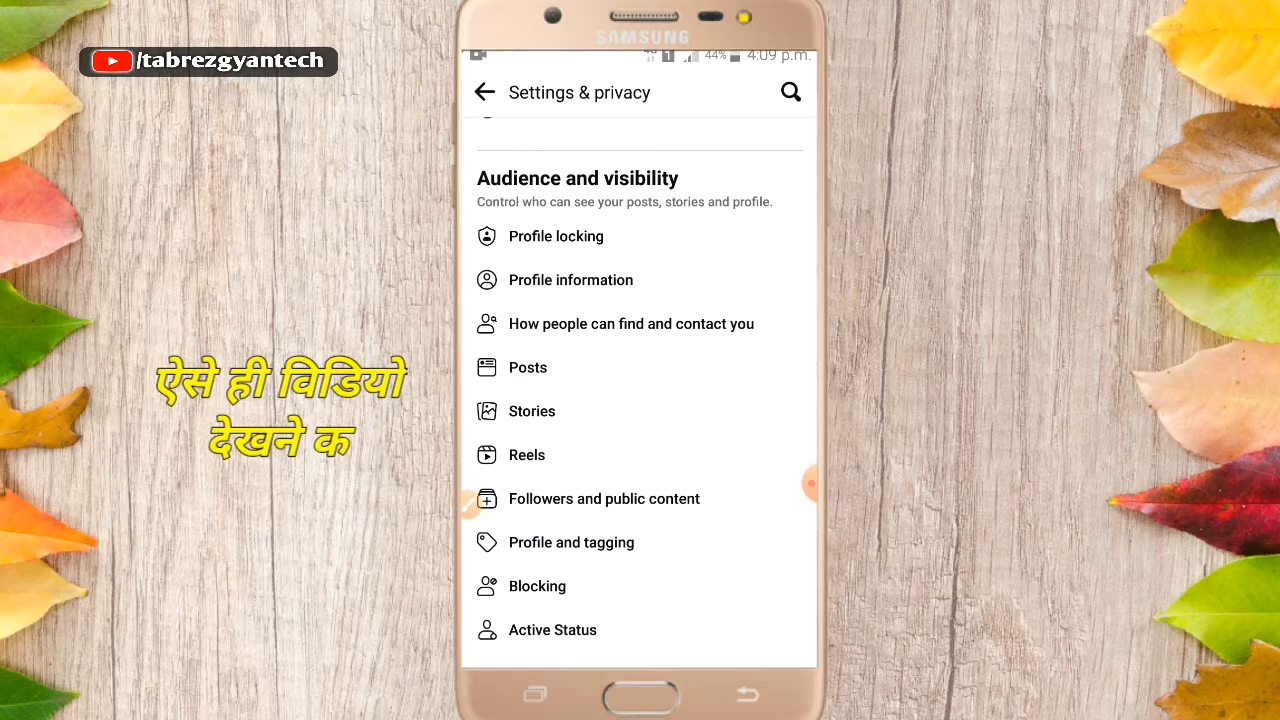 /tabrezgyantech
SAMSUNG
1 44% 4:09 p.m.
Settings & privacy
Audience and visibility
Control who can see your posts, stories and profile.
Profile locking
Profile information
How people can find and contact you
Posts
Stories
Reels
Followers and public content
Profile and tagging
Blocking
Active Status
ऐसे ही विडियो
देखने क